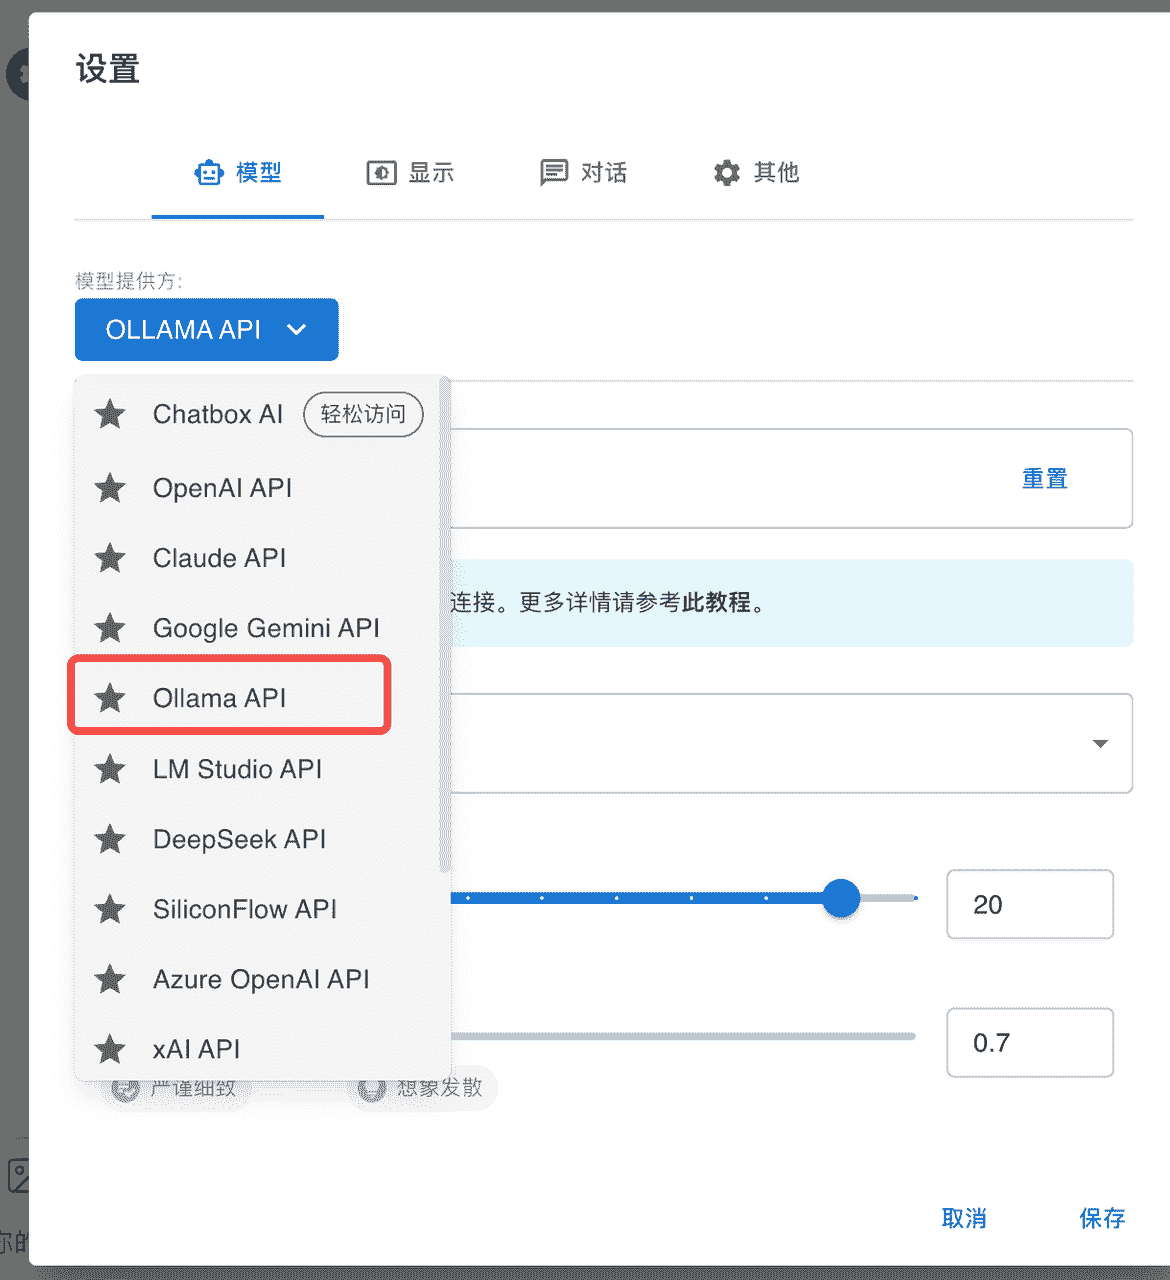 设置
模型
显示
对话
其他
模型提供方:
OLLAMA API
Chatbox AI 轻松访问
OpenAI API
重置
Claude API
连接。更多详情请参考此教程。
Google Gemini API
Ollama API
LM Studio API
DeepSeek API
SiliconFlow API
20
Azure OpenAI API
xAI API
0.7
严谨细致
想象发散
取消
保存
你的